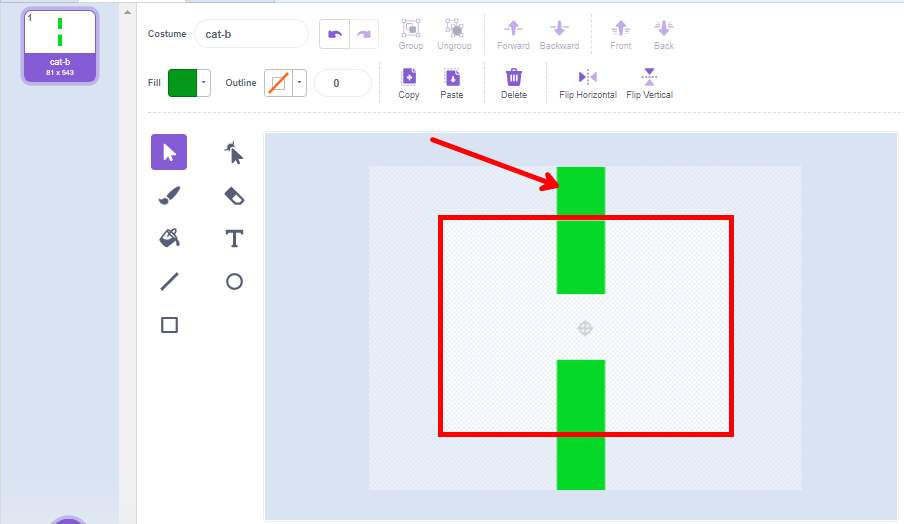 1
cat-b
81 x 543
Costume
cat-b
Group
Ungroup
Forward
Backward
Front
Back
Fill
Outline
0
Copy
Paste
Delete
Flip Horizontal
Flip Vertical
T